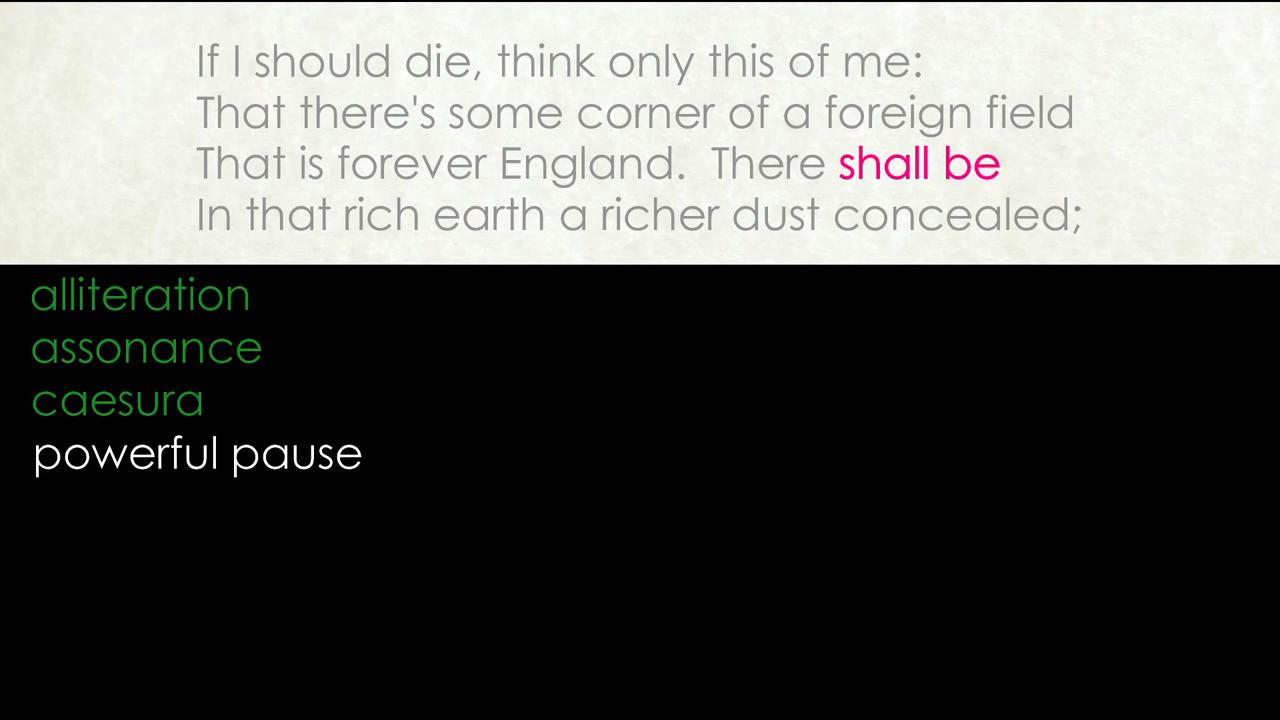 If I should die, think only this of me:
That there's some corner of a foreign field
That is forever England.  There shall be
In that rich earth a richer dust concealed;
alliteration
assonance
caesura
powerful pause